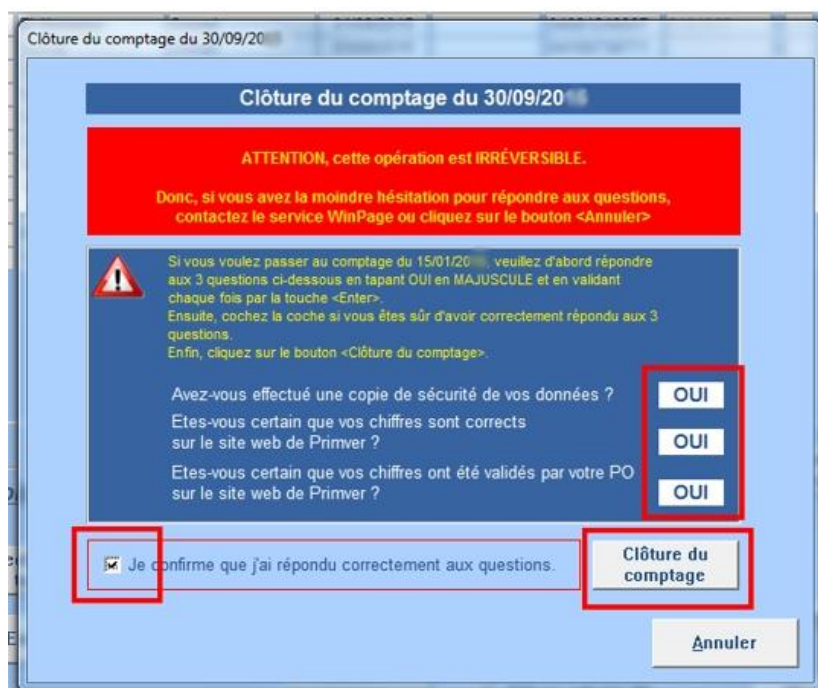 Clôture du comptage du 30/09/20
Clôture du comptage du 30/09/20
ATTENTION, cette opération est IRRÉVERSIBLE.
Donc, si vous avez la moindre hésitation pour répondre aux questions,
contactez le service WinPage ou cliquez sur le bouton <Annuler>
Si vous voulez passer au comptage du 15/01/20 , veuillez d'abord répondre
aux 3 questions ci-dessous en tapant OUI en MAJUSCULE et en validant
chaque fois par la touche <Enter>.
Ensuite, cochez la coche si vous êtes sûr d'avoir correctement répondu aux 3
questions.
Enfin, cliquez sur le bouton <Clôture du comptage>.
Avez-vous effectué une copie de sécurité de vos données ? OUI
Etes-vous certain que vos chiffres sont corrects
sur le site web de Primver ? OUI
Etes-vous certain que vos chiffres ont été validés par votre PO
sur le site web de Primver ? OUI
Je confirme que j'ai répondu correctement aux questions.
Clôture du
comptage
Annuler